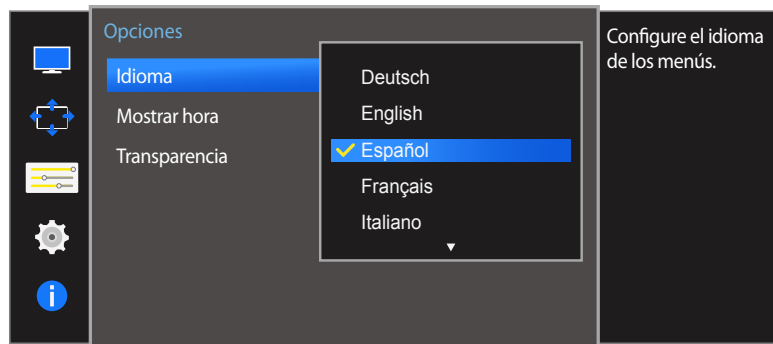 Opciones
Idioma
Mostrar hora
Transparencia
Deutsch
English
Español
Français
Italiano
Configure el idioma
de los menús.